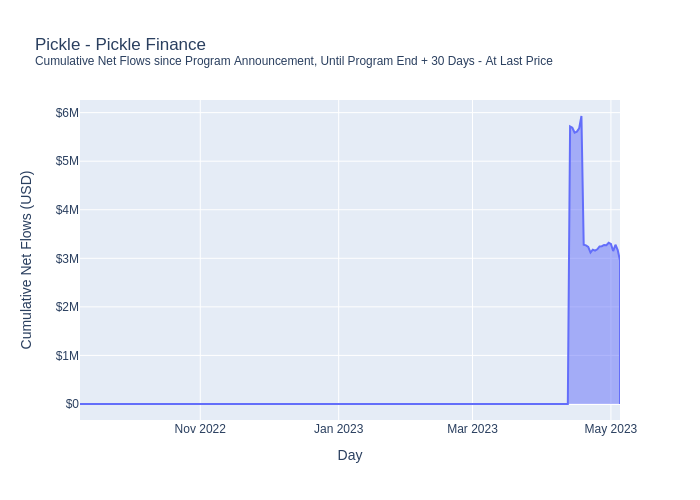 Pickle - Pickle Finance
Cumulative Net Flows since Program Announcement, Until Program End + 30 Days - At Last Price
$6M
$5M
$4M
$3M
$2M
$1M
$0
Cumulative Net Flows (USD)
Nov 2022
Jan 2023
Mar 2023
May 2023
Day